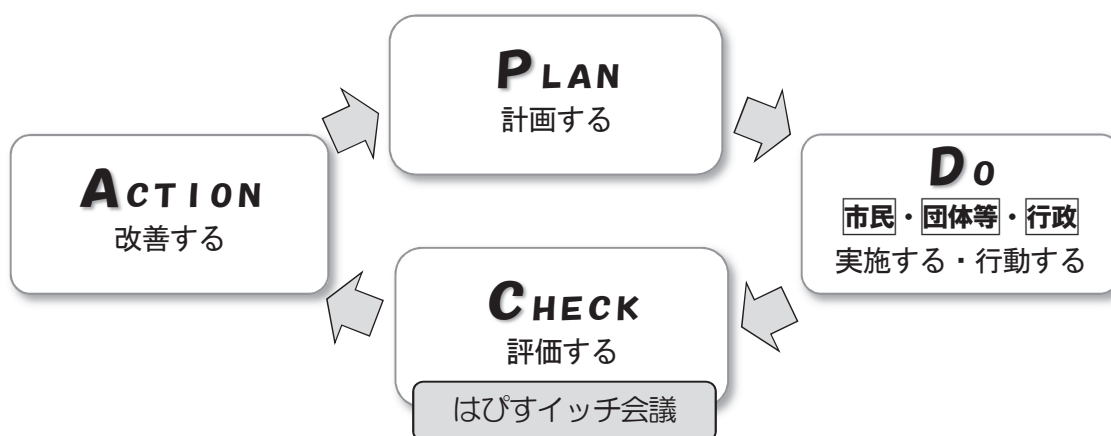 PLAN
計画する
DO
市民・団体等・行政
実施する・行動する
CHECK
評価する
はぴすイッチ会議
ACTION
改善する